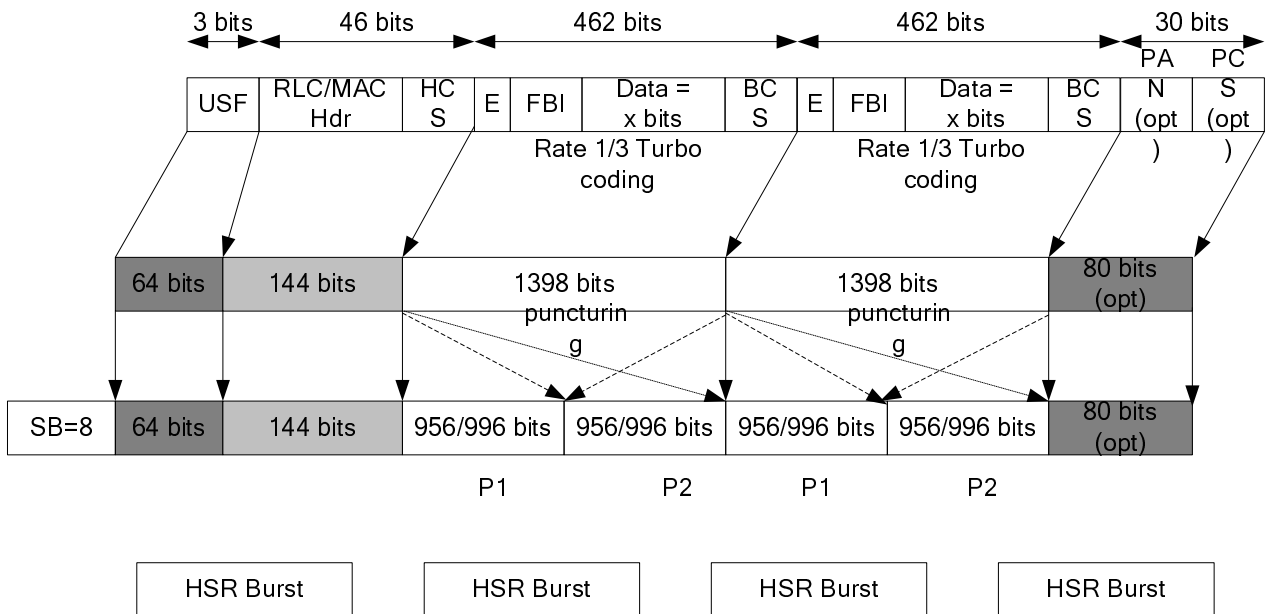 3 bits 46 bits 462 bits 462 bits 30 bits
USF
RLC/MAC
Hdr
HC
S
E
FBI
Data =
x bits
BC
S
E
FBI
Data =
x bits
BC
S
PA
N
(opt
)
PC
S
(opt
)
Rate 1/3 Turbo
coding
Rate 1/3 Turbo
coding
64 bits
144 bits
1398 bits
puncturin
g
1398 bits
puncturin
g
80 bits
(opt)
SB=8
64 bits
144 bits
956/996 bits
956/996 bits
956/996 bits
956/996 bits
80 bits
(opt)
P1 P2 P1 P2
HSR Burst HSR Burst HSR Burst HSR Burst